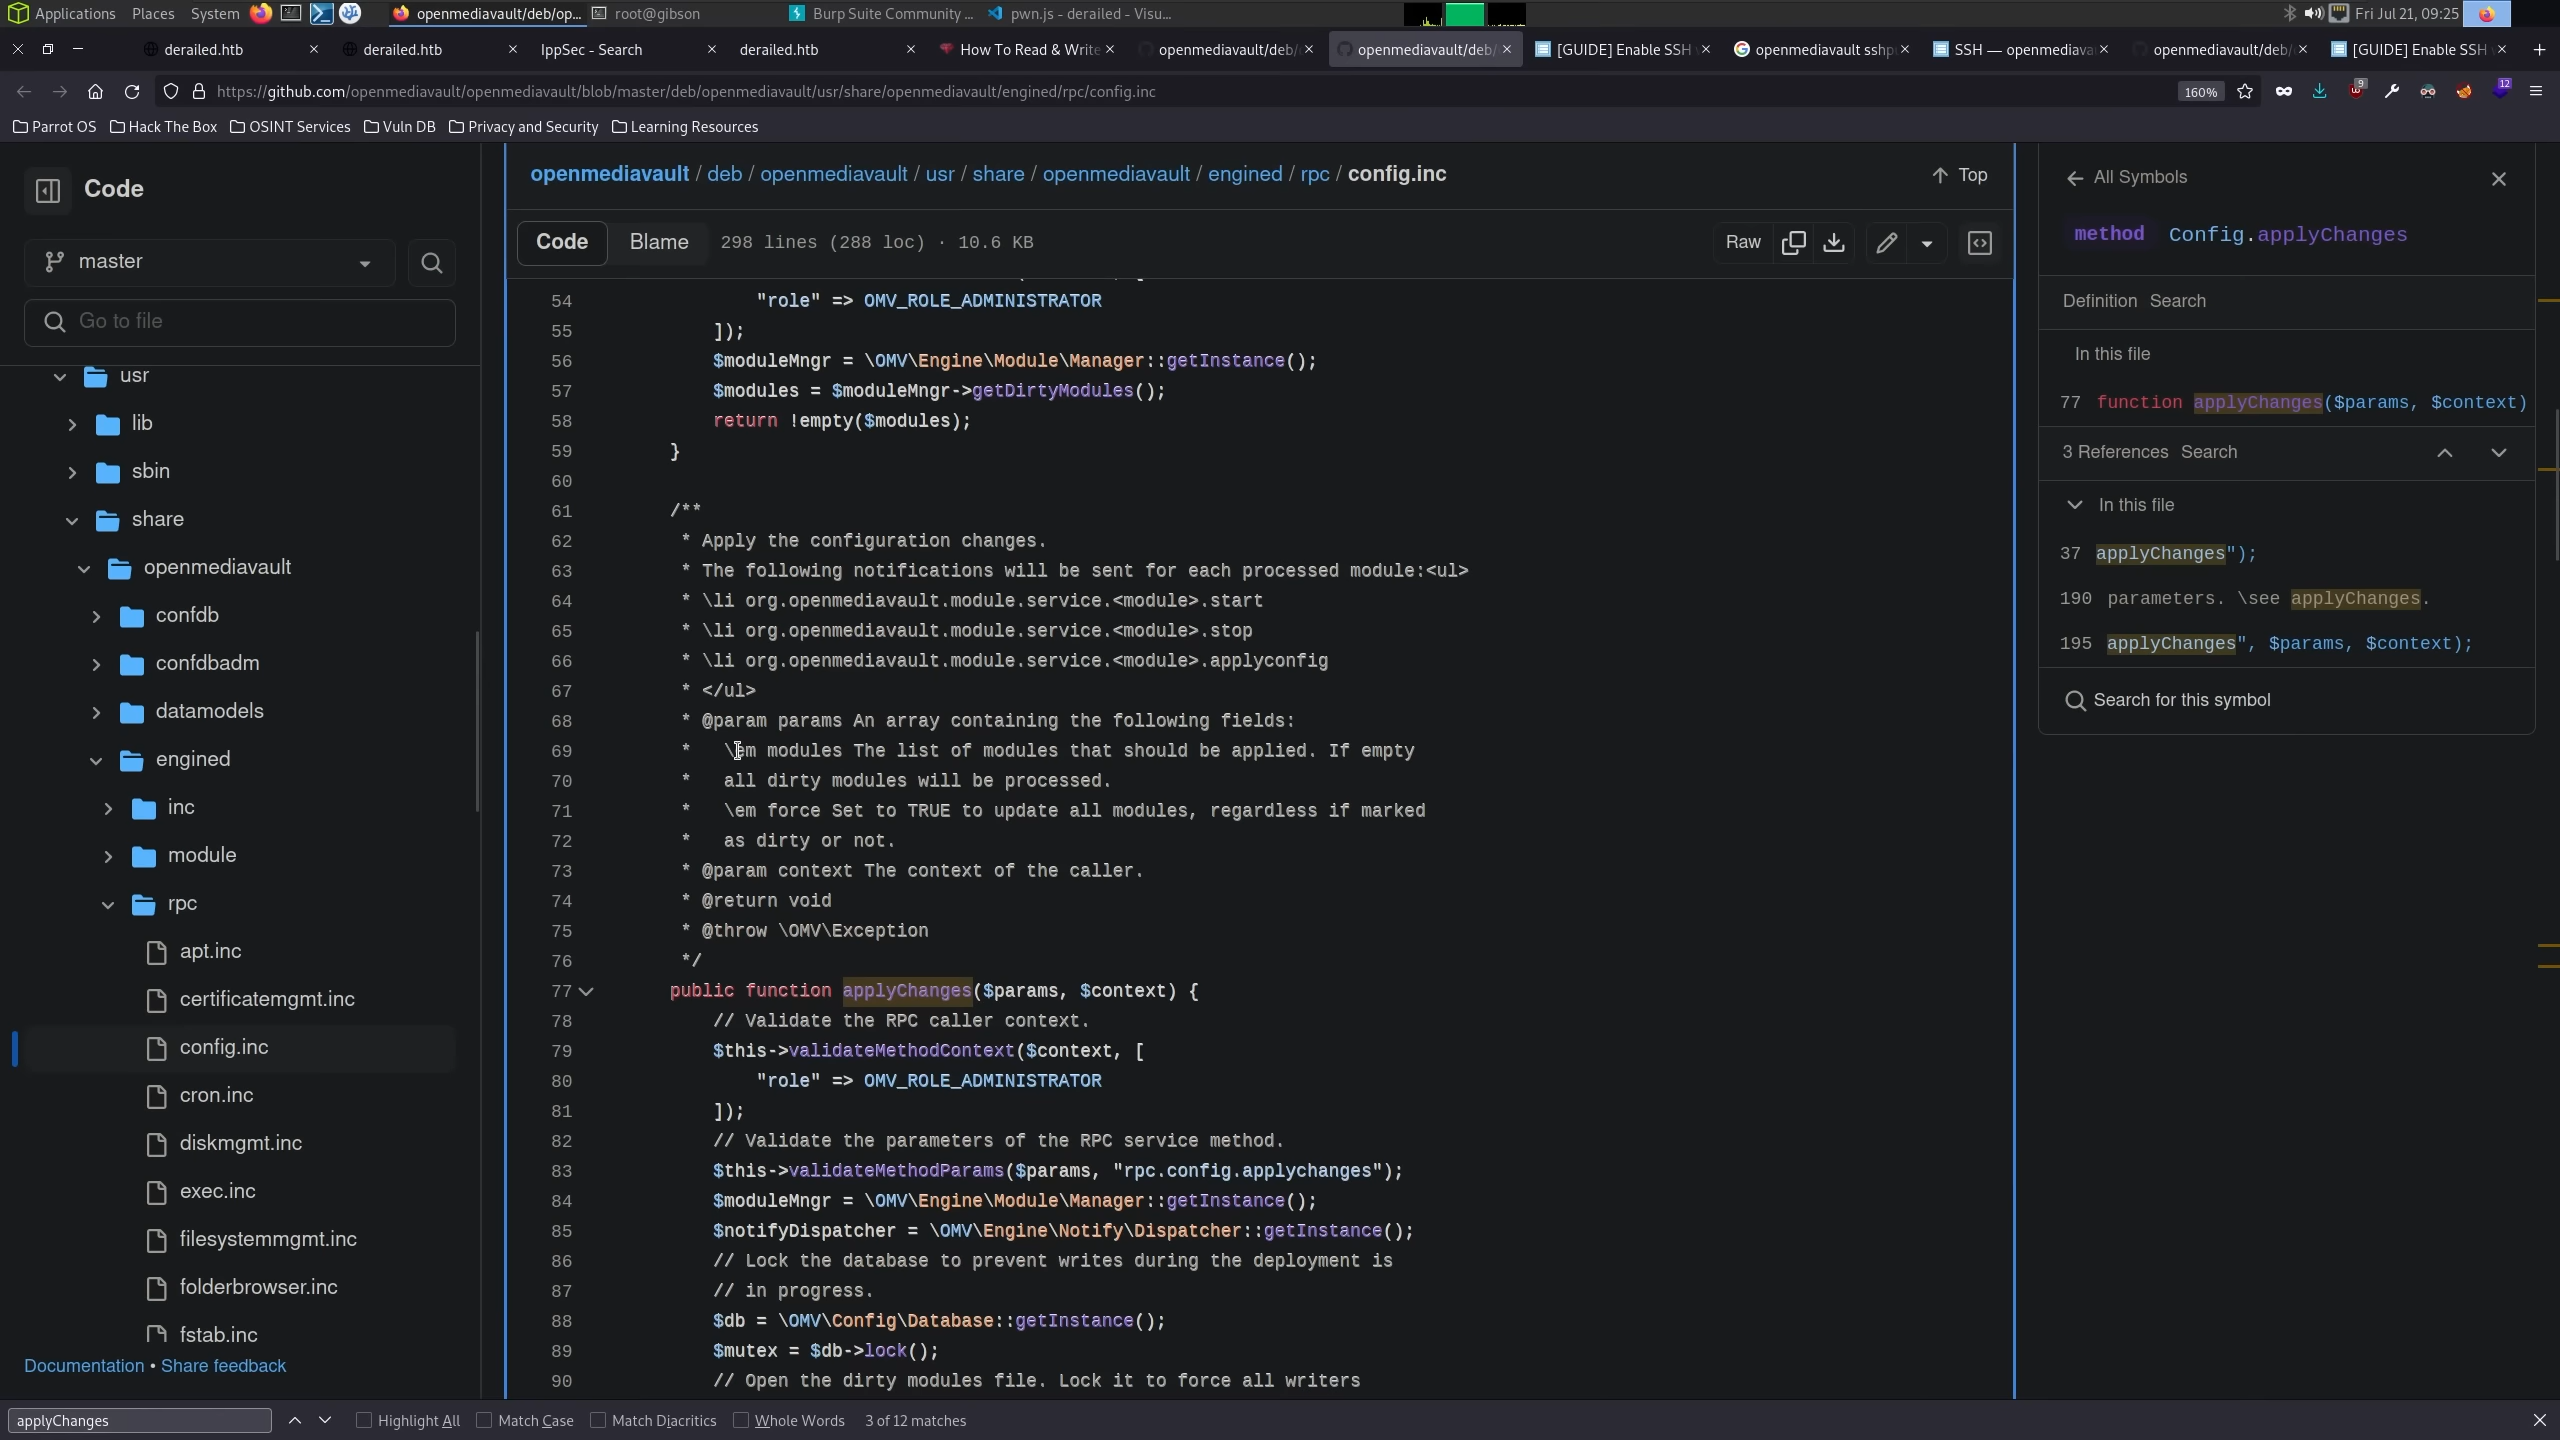 Applications Places System openmediavault/deb/op... root@gibson Burp Suite Community ... pwn.js - derailed - Visu... Fri Jul 21, 09:25
derailed.htb derailed.htb IppSec - Search derailed.htb How To Read & Write openmediavault/deb/ openmediavault/deb/ [GUIDE] Enable SSH openmediavault sshp SSH — openmediava openmediavault/deb/ [GUIDE] Enable SSH
https://github.com/openmediavault/openmediavault/blob/master/deb/openmediavault/usr/share/openmediavault/engined/rpc/config.inc 160% 9 12
Parrot OS Hack The Box OSINT Services Vuln DB Privacy and Security Learning Resources
Code
master
Go to file
usr
lib
sbin
share
openmediavault
confdb
confdbadm
datamodels
engined
inc
module
rpc
apt.inc
certificatemgmt.inc
config.inc
cron.inc
diskmgmt.inc
exec.inc
filesystemmgmt.inc
folderbrowser.inc
fstab.inc
Documentation • Share feedback
openmediavault / deb / openmediavault / usr / share / openmediavault / engined / rpc / config.inc Top
Code Blame 298 lines (288 loc) · 10.6 KB Raw
54 "role" => OMV_ROLE_ADMINISTRATOR
55 ]);
56 $moduleMngr = \OMV\Engine\Module\Manager::getInstance();
57 $modules = $moduleMngr->getDirtyModules();
58 return !empty($modules);
59 }
60
61 /**
62 * Apply the configuration changes.
63 * The following notifications will be sent for each processed module:<ul>
64 * \li org.openmediavault.module.service.<module>.start
65 * \li org.openmediavault.module.service.<module>.stop
66 * \li org.openmediavault.module.service.<module>.applyconfig
67 * </ul>
68 * @param params An array containing the following fields:
69 * \em modules The list of modules that should be applied. If empty
70 * all dirty modules will be processed.
71 * \em force Set to TRUE to update all modules, regardless if marked
72 * as dirty or not.
73 * @param context The context of the caller.
74 * @return void
75 * @throw \OMV\Exception
76 */
77 public function applyChanges($params, $context) {
78 // Validate the RPC caller context.
79 $this->validateMethodContext($context, [
80 "role" => OMV_ROLE_ADMINISTRATOR
81 ]);
82 // Validate the parameters of the RPC service method.
83 $this->validateMethodParams($params, "rpc.config.applychanges");
84 $moduleMngr = \OMV\Engine\Module\Manager::getInstance();
85 $notifyDispatcher = \OMV\Engine\Notify\Dispatcher::getInstance();
86 // Lock the database to prevent writes during the deployment is
87 // in progress.
88 $db = \OMV\Config\Database::getInstance();
89 $mutex = $db->lock();
90 // Open the dirty modules file. Lock it to force all writers
All Symbols
method Config.applyChanges
Definition Search
In this file
77 function applyChanges($params, $context)
3 References Search
In this file
37 applyChanges");
190 parameters. \see applyChanges.
195 applyChanges", $params, $context);
Search for this symbol
applyChanges Highlight All Match Case Match Diacritics Whole Words 3 of 12 matches